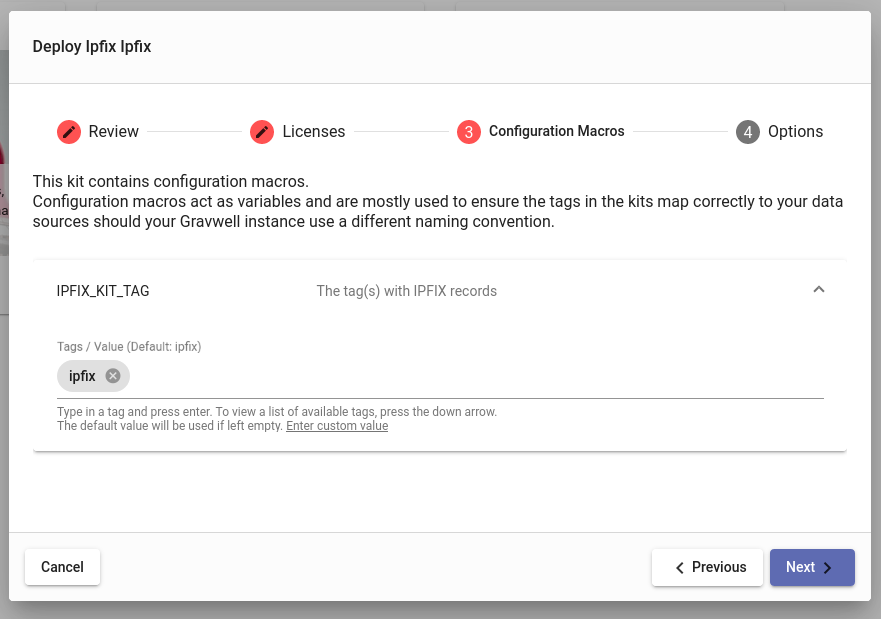 Deploy Ipfix Ipfix
Review
Licenses
3 Configuration Macros
4 Options
This kit contains configuration macros.
Configuration macros act as variables and are mostly used to ensure the tags in the kits map correctly to your data
sources should your Gravwell instance use a different naming convention.
IPFIX_KIT_TAG
The tag(s) with IPFIX records
Tags / Value (Default: ipfix)
ipfix
Type in a tag and press enter. To view a list of available tags, press the down arrow.
The default value will be used if left empty. Enter custom value
Cancel
Previous
Next